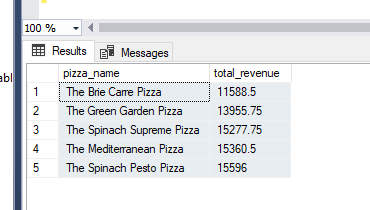 100 %
Results Messages
pizza_name total_revenue
1 The Brie Carre Pizza 11588.5
2 The Green Garden Pizza 13955.75
3 The Spinach Supreme Pizza 15277.75
4 The Mediterranean Pizza 15360.5
5 The Spinach Pesto Pizza 15596